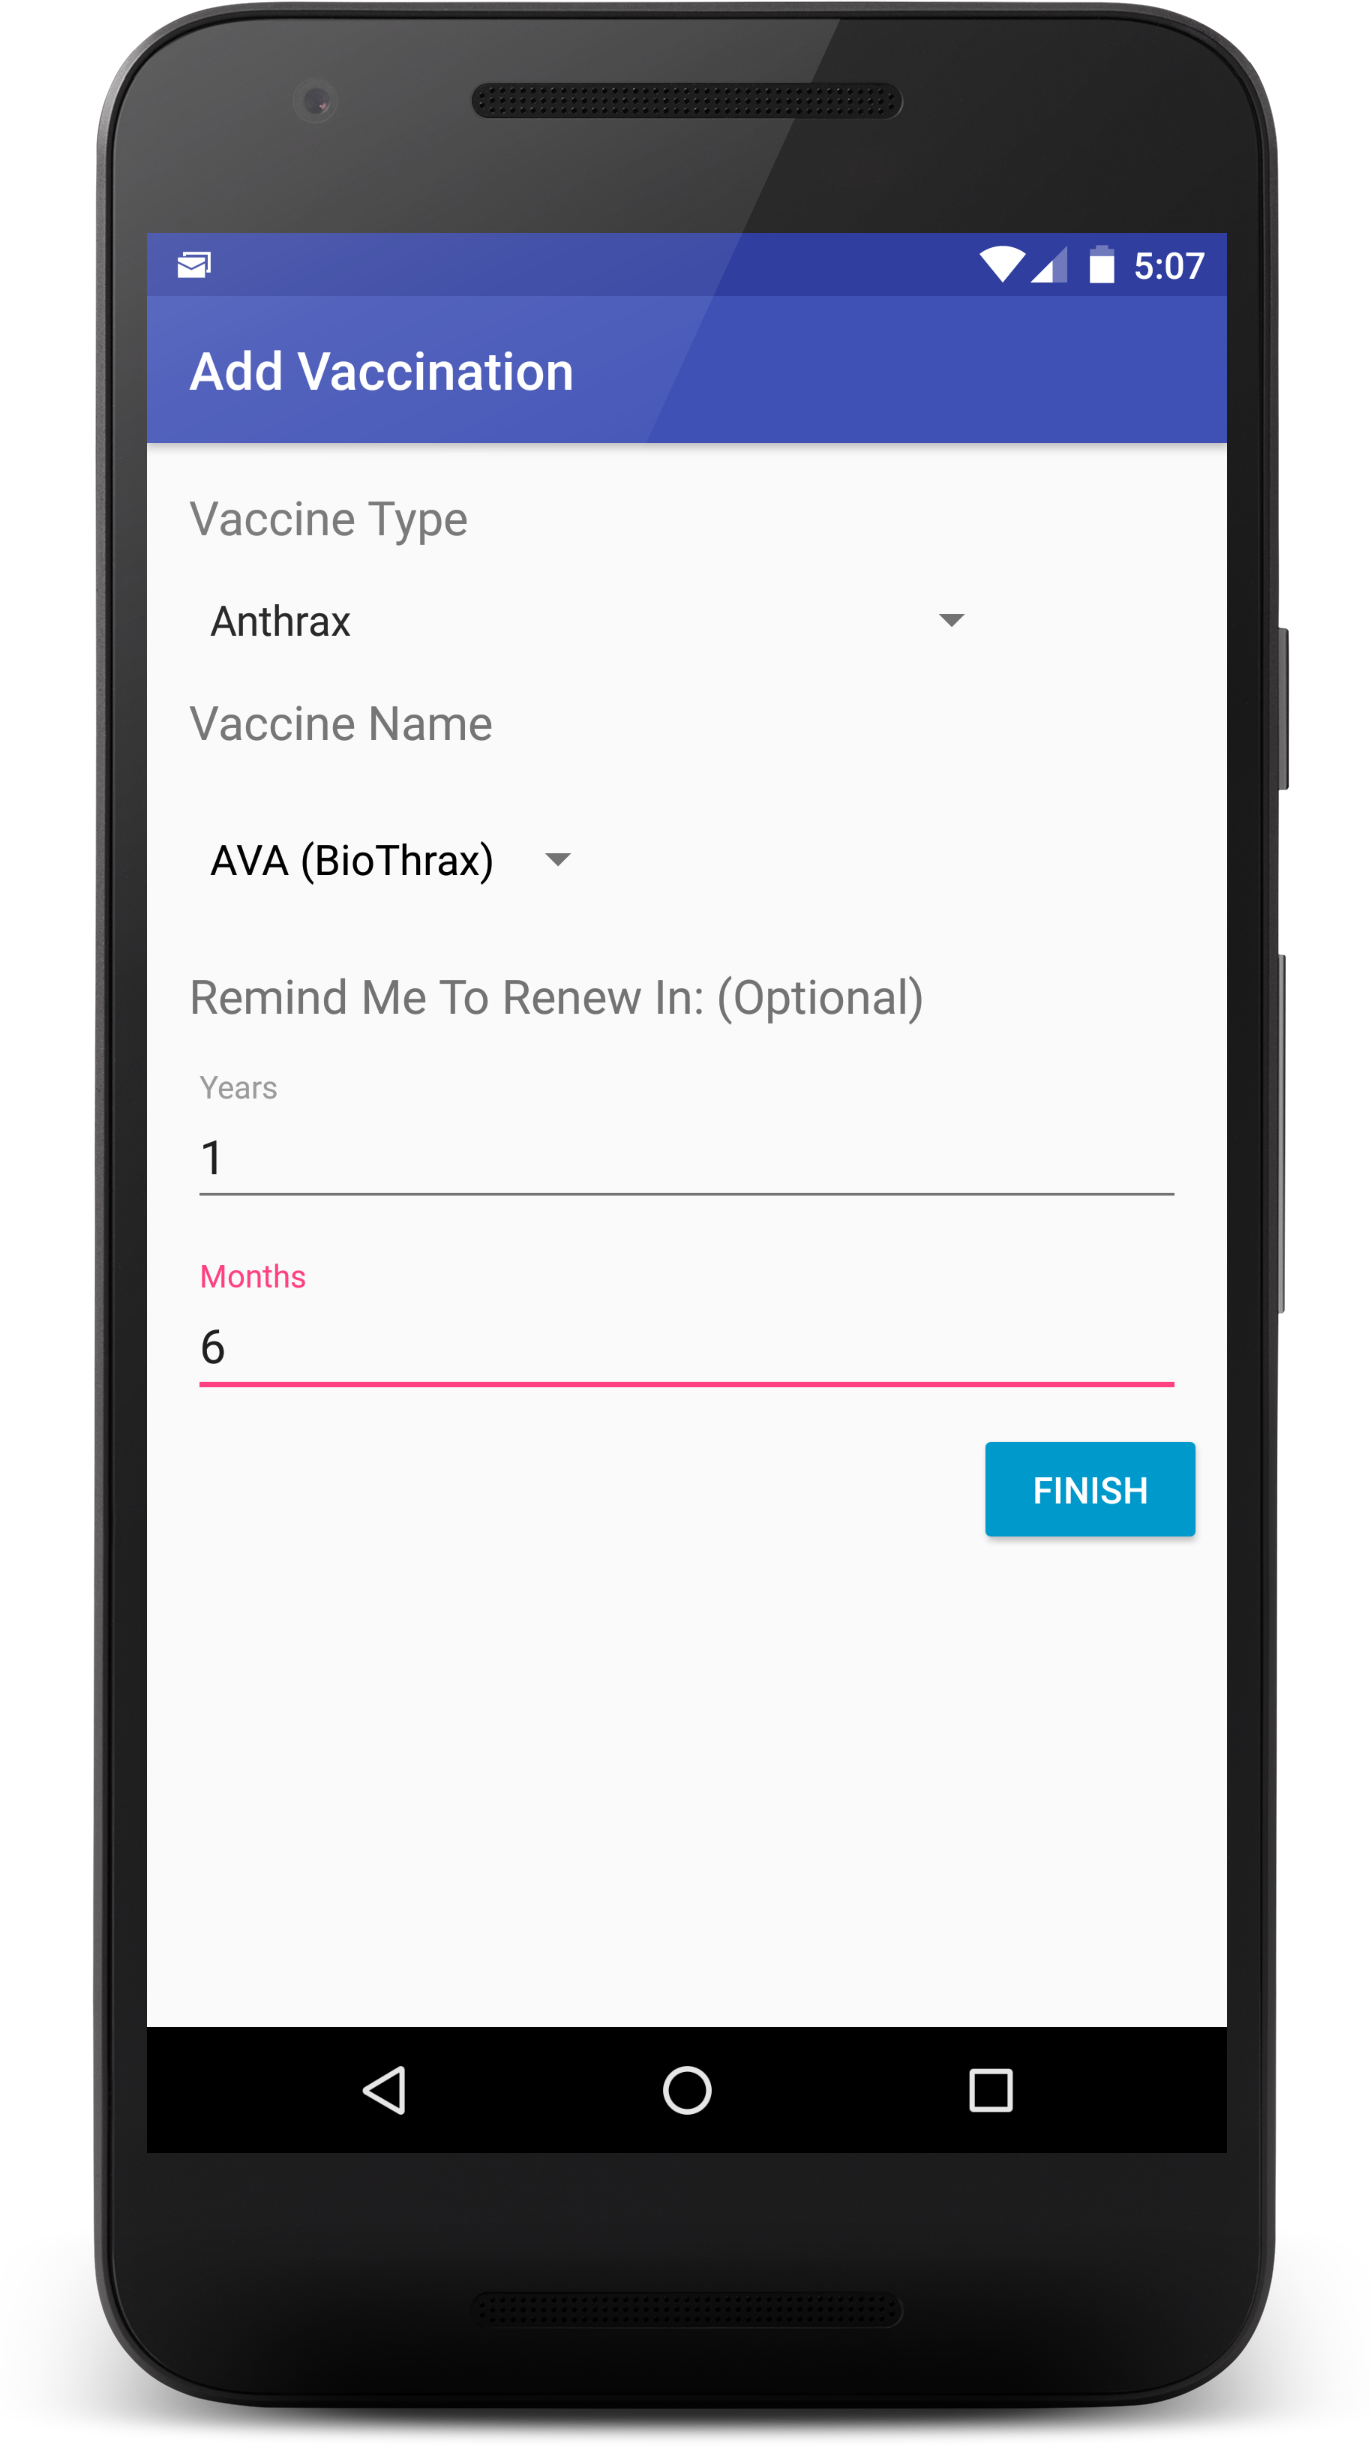 5:07
Add Vaccination
Vaccine Type
Anthrax
Vaccine Name
AVA (BioThrax)
Remind Me To Renew In: (Optional)
Years
1
Months
6
FINISH